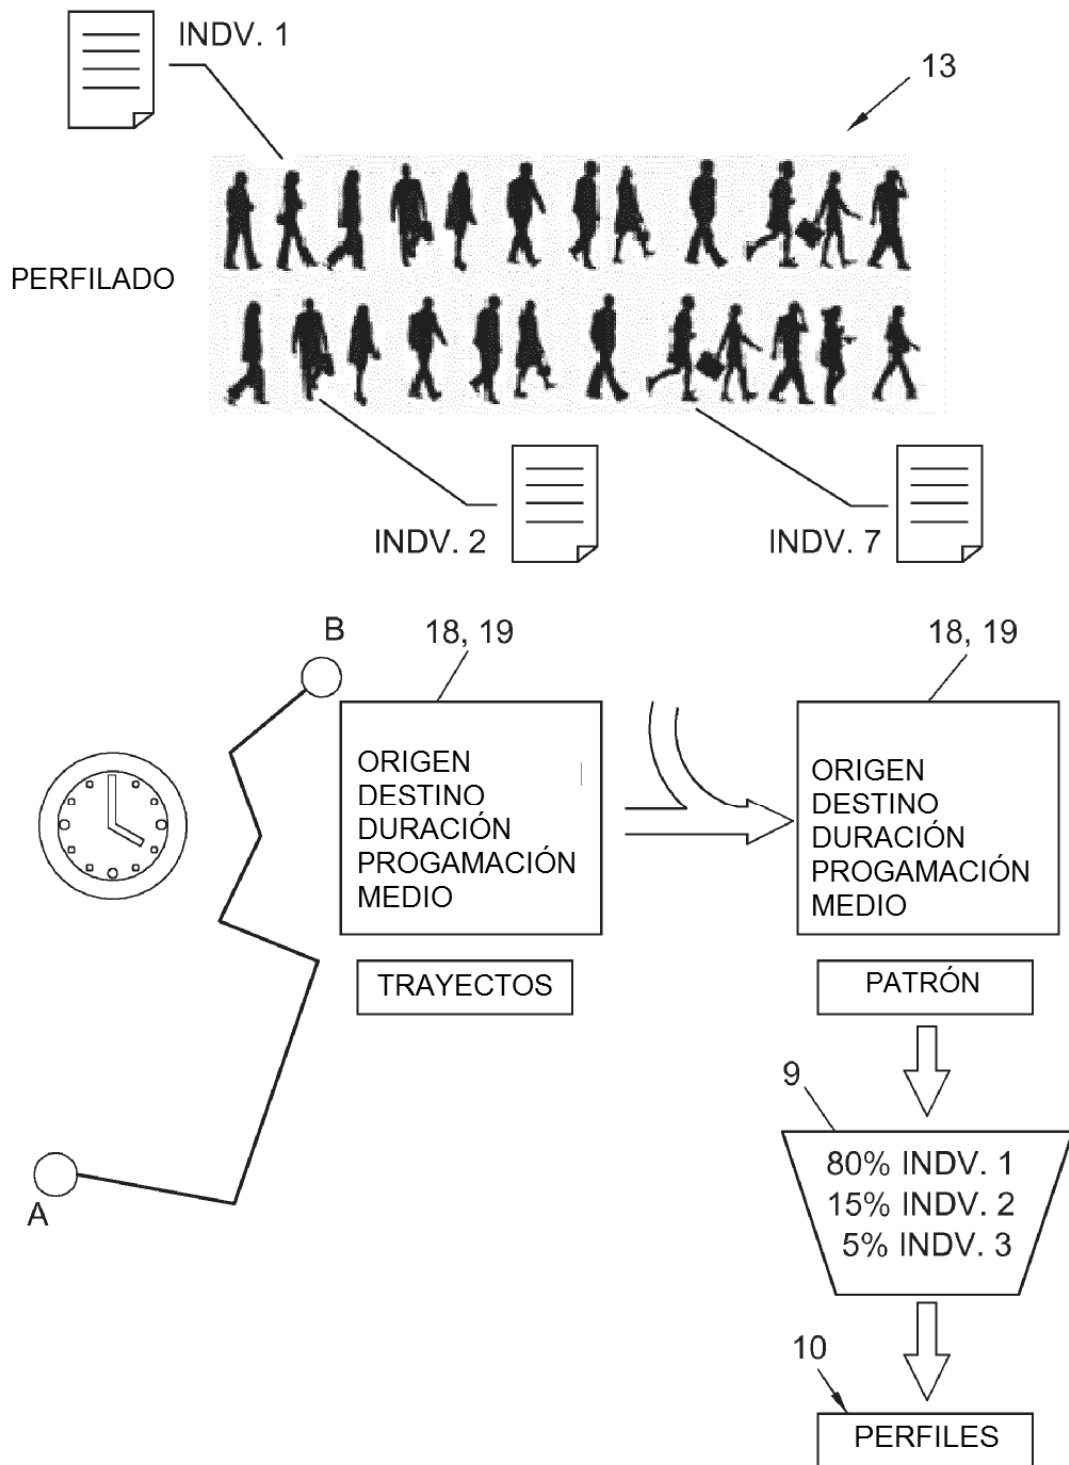 INDV. 1
13
PERFILADO
INDV. 2
INDV. 7
B
18, 19
18, 19
ORIGEN
DESTINO
DURACIÓN
PROGAMACIÓN
MEDIO
ORIGEN
DESTINO
DURACIÓN
PROGAMACIÓN
MEDIO
TRAYECTOS
PATRÓN
9
80% INDV. 1
15% INDV. 2
5% INDV. 3
A
10
PERFILES